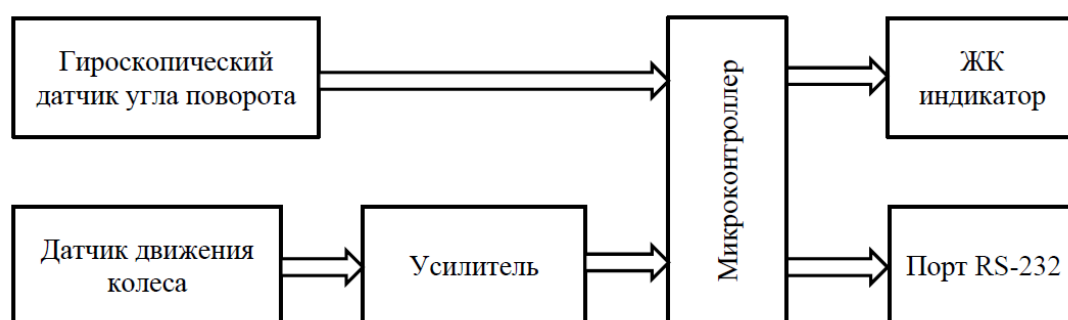 Гироскопический
датчик угла поворота
Микроконтроллер
ЖК
индикатор
Датчик движения
колеса
Усилитель
Порт RS-232